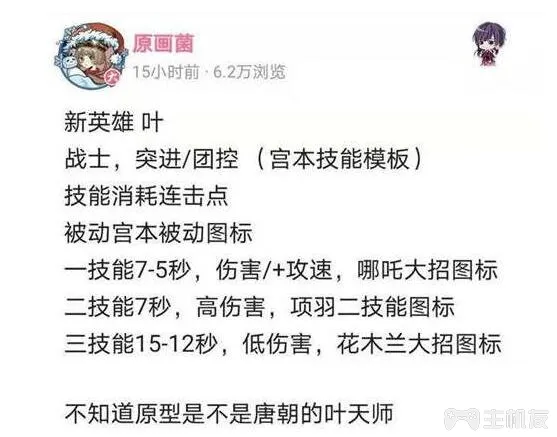 原画菌
15小时前 · 6.2万浏览
新英雄 叶
战士，突进/团控 （宫本技能模板）
技能消耗连击点
被动宫本被动图标
一技能7-5秒，伤害/+攻速，哪吒大招图标
二技能7秒，高伤害，项羽二技能图标
三技能15-12秒，低伤害，花木兰大招图标
不知道原型是不是唐朝的叶天师
主机友